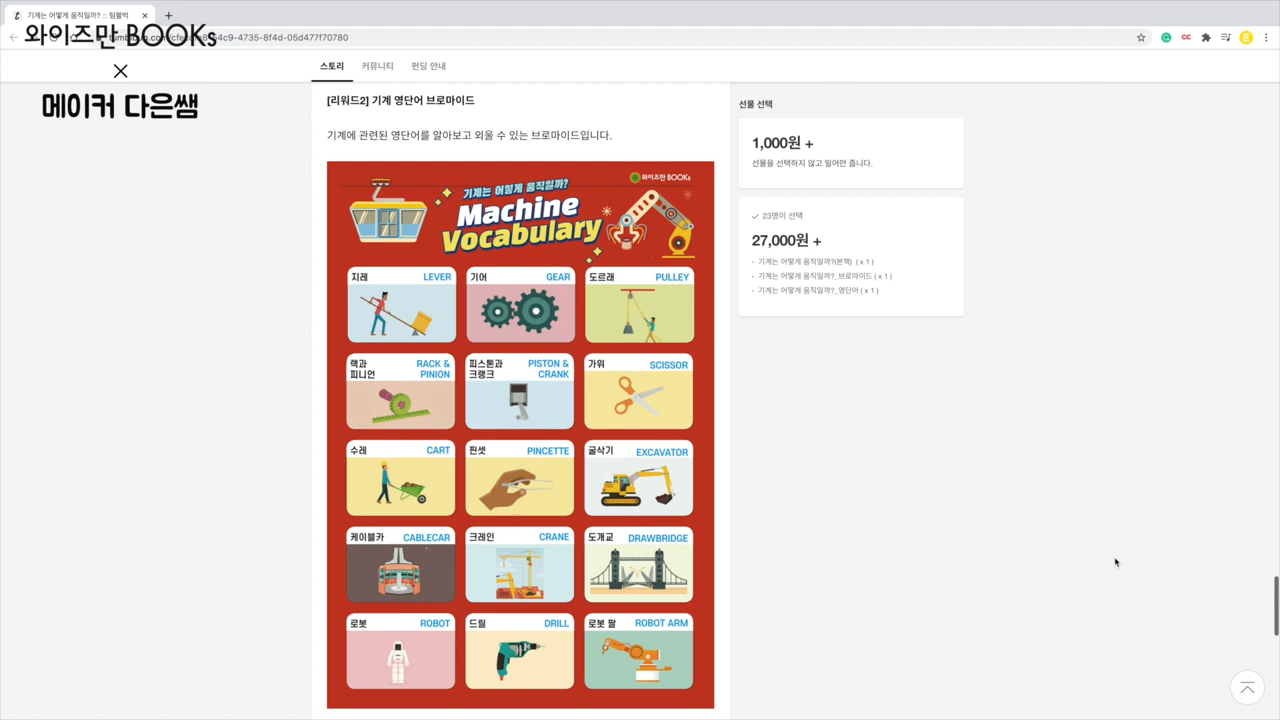 기계는 어떻게 움직일까? :: 텀블벅
와이즈만 BOOKs
메이커 다은쌤
스토리
커뮤니티
펀딩 안내
[리워드2] 기계 영단어 브로마이드
기계에 관련된 영단어를 알아보고 외울 수 있는 브로마이드입니다.
와이즈만 BOOKs
기계는 어떻게 움직일까?
Machine
Vocabulary
지레 LEVER
기어 GEAR
도르래 PULLEY
랙과
피니언
RACK &
PINION
피스톤과
크랭크
PISTON &
CRANK
가위 SCISSOR
수레 CART
핀셋 PINCETTE
굴삭기 EXCAVATOR
케이블카 CABLECAR
크레인 CRANE
도개교 DRAWBRIDGE
로봇 ROBOT
드릴 DRILL
로봇 팔 ROBOT ARM
선물 선택
1,000원 +
선물을 선택하지 않고 밀어만 줍니다.
23명이 선택
27,000원 +
기계는 어떻게 움직일까?(본책) ( x 1 )
기계는 어떻게 움직일까?_브로마이드 ( x 1 )
기계는 어떻게 움직일까?_영단어 ( x 1 )